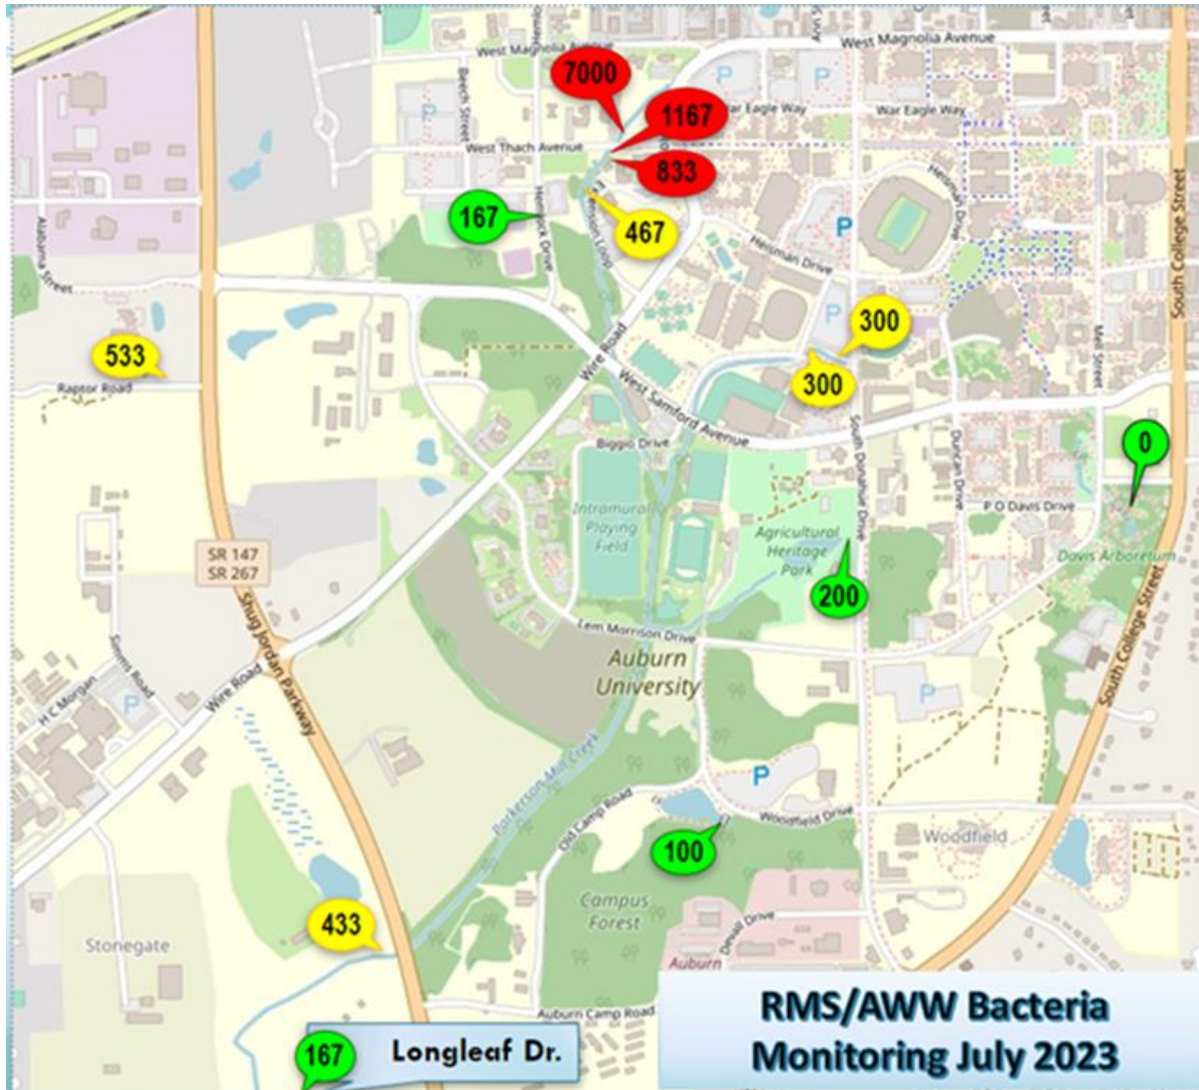 West Magnolia Avenue
West Magnolia Avenue
7000
P
P
P
Beech Street
1167
War Eagle Way
War Eagle Way
West Thach Avenue
833
Heisman Drive
167
467
P
Hemlock Drive
Heisman Drive
South College Street
Alabama Street
300
P
533
Wire Road
Mell Street
Raptor Road
300
West Samford Avenue
Biggio Drive
South Donahue Drive
Duncan Drive
0
Intramural
Playing
Field
P O Davis Drive
Agricultural
Heritage
Park
Davis Arboretum
SR 147
SR 267
200
Shug Jordan Parkway
Lem Morrison Drive
Simms Road
Auburn
University
H C Morgan
Wire Road
P
P
South College Street
Parkerson Mill Creek
P
Old Camp Road
Woodfield Drive
Woodfield
100
Campus
Forest
433
Stonegate
Devall Drive
Auburn
Auburn Camp Road
RMS/AWW Bacteria
Monitoring July 2023
167
Longleaf Dr.